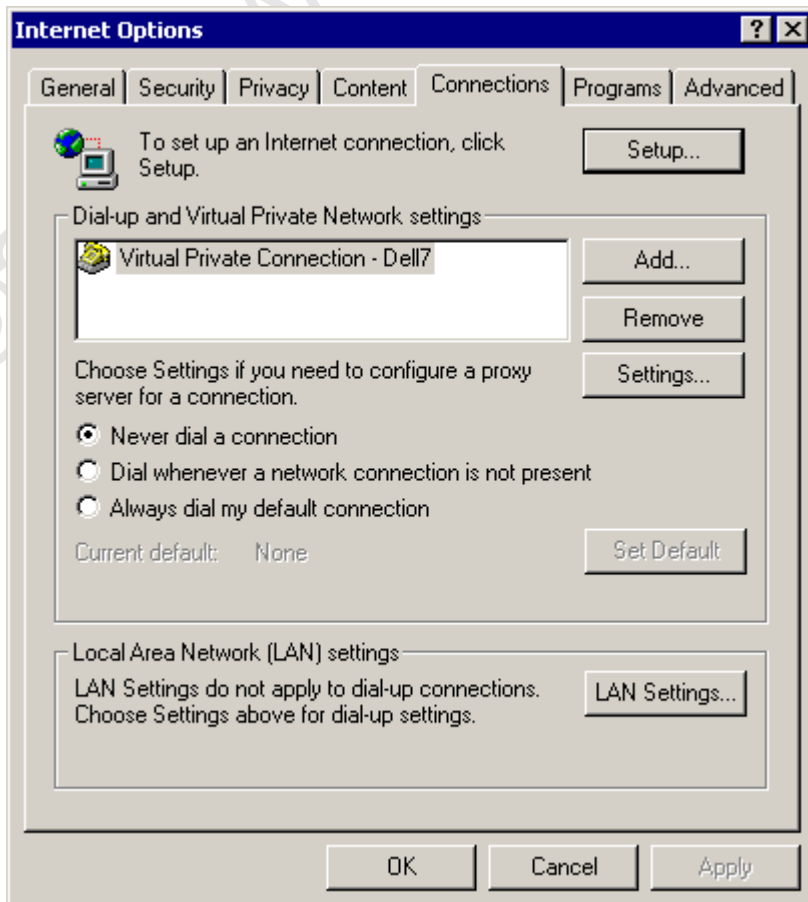 Internet Options
General Security Privacy Content Connections Programs Advanced
To set up an Internet connection, click
Setup.
Setup...
Dial-up and Virtual Private Network settings
Virtual Private Connection - Dell7
Add...
Remove
Choose Settings if you need to configure a proxy
server for a connection.
Settings...
Never dial a connection
Dial whenever a network connection is not present
Always dial my default connection
Current default: None
Set Default
Local Area Network (LAN) settings
LAN Settings do not apply to dial-up connections.
Choose Settings above for dial-up settings.
LAN Settings...
OK Cancel Apply